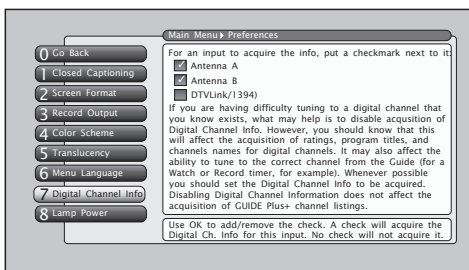 Main Menu Preferences
0 Go Back
1 Closed Captioning
2 Screen Format
3 Record Output
4 Color Scheme
5 Translucency
6 Menu Language
7 Digital Channel Info
8 Lamp Power
For an input to acquire the info, put a checkmark next to it:
Antenna A
Antenna B
DTVLink/1394)
If you are having difficulty tuning to a digital channel that
you know exists, what may help is to disable acquisition of
Digital Channel Info. However, you should know that this
will affect the acquisition of ratings, program titles, and
channels names for digital channels. It may also affect the
ability to tune to the correct channel from the Guide (for a
Watch or Record timer, for example). Whenever possible
you should set the Digital Channel Info to be acquired.
Disabling Digital Channel Information does not affect the
acquisition of GUIDE Plus+ channel listings.
Use OK to add/remove the check. A check will acquire the
Digital Ch. Info for this input. No check will not acquire it.